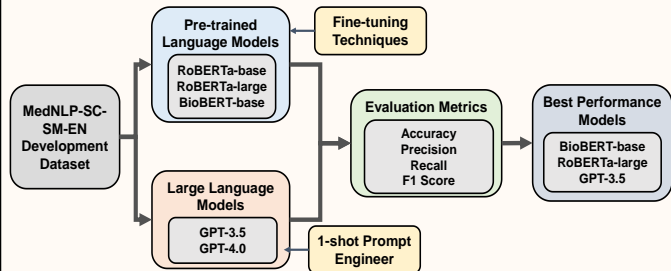 MedNLP-SC-
SM-EN
Development
Dataset
Pre-trained
Language Models
RoBERTa-base
RoBERTa-large
BioBERT-base
Fine-tuning
Techniques
Large Language
Models
GPT-3.5
GPT-4.0
1-shot Prompt
Engineer
Evaluation Metrics
Accuracy
Precision
Recall
F1 Score
Best Performance
Models
BioBERT-base
RoBERTa-large
GPT-3.5